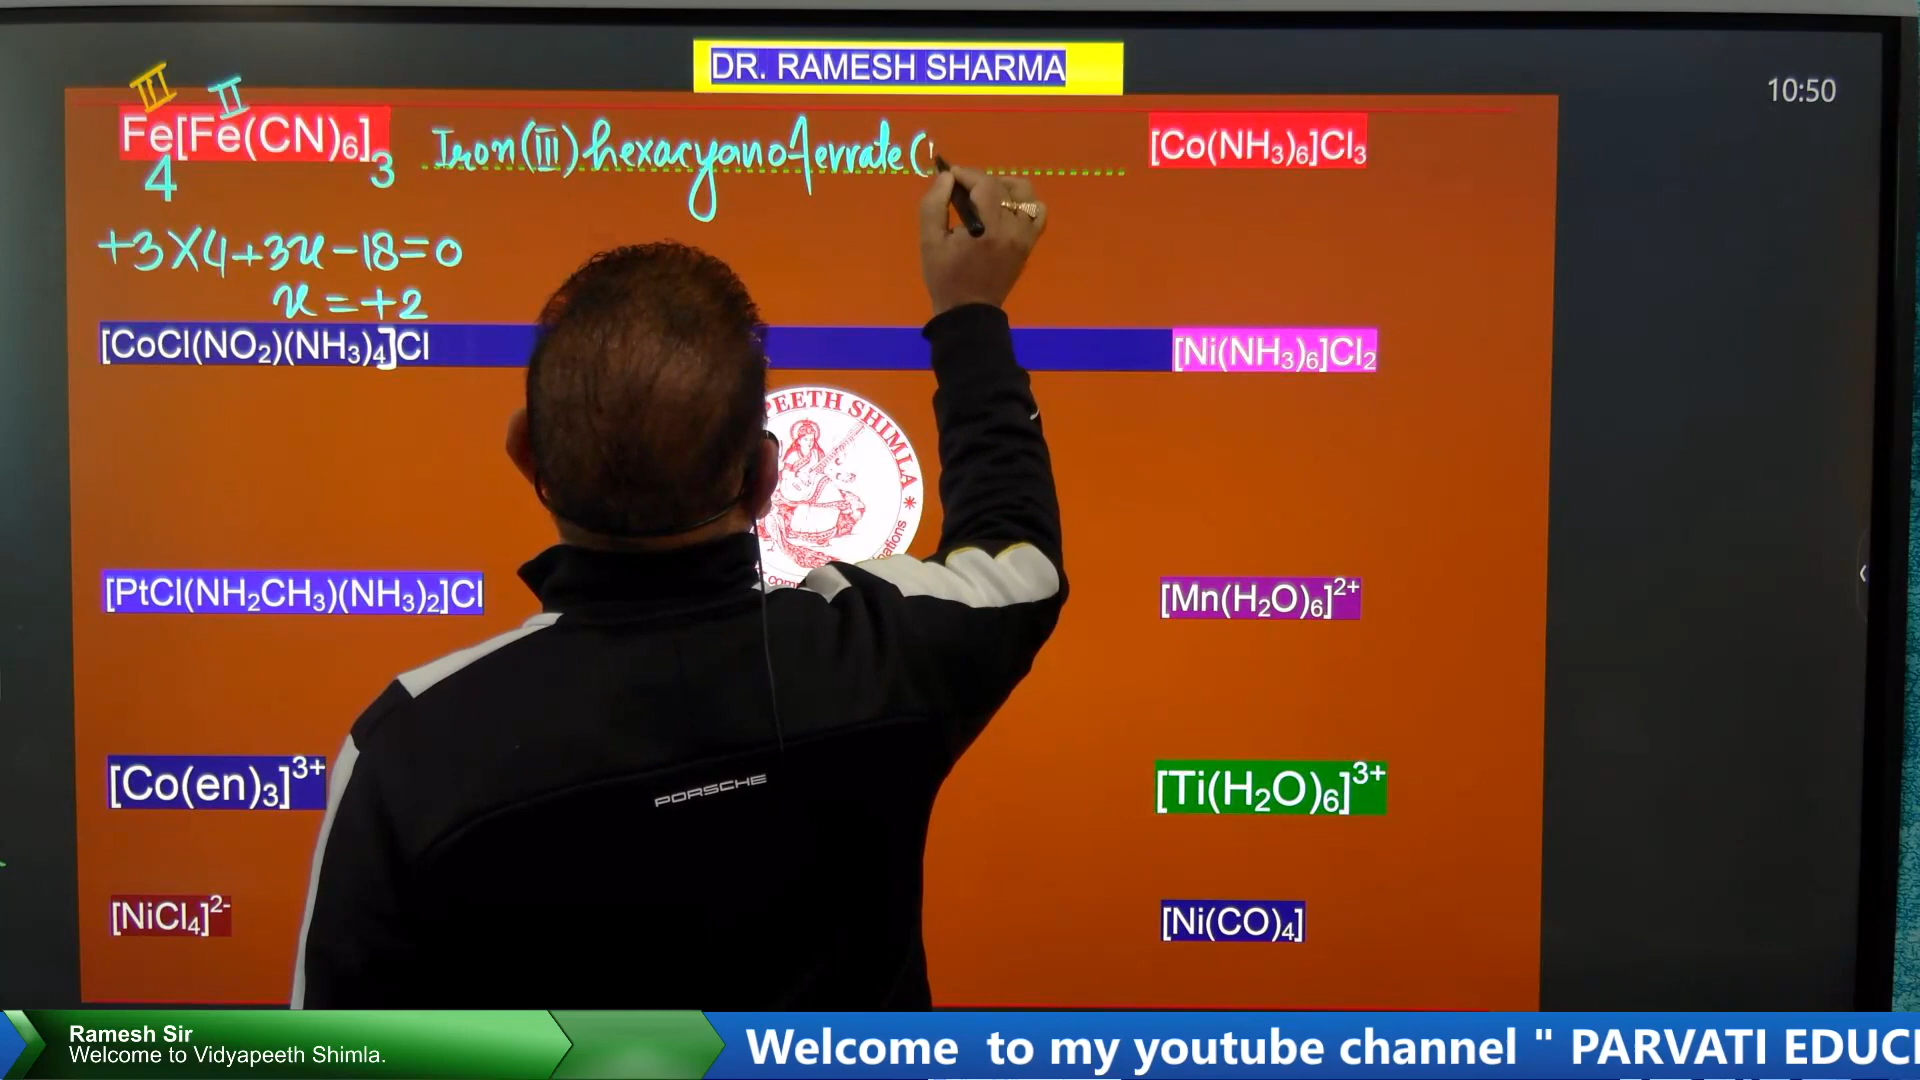 DR. RAMESH SHARMA
10:50
III II
Fe4[Fe(CN)6]3 Iron(III) hexacyanoferrate(
[Co(NH3)6]Cl3
+3×4+3x-18=0
x=+2
[CoCl(NO2)(NH3)4]Cl
[Ni(NH3)6]Cl2
PEETH SHIMLA *
[PtCl(NH2CH3)(NH3)2]Cl
[Mn(H2O)6]2+
PORSCHE
[Co(en)3]3+
[Ti(H2O)6]3+
[NiCl4]2-
[Ni(CO)4]
Ramesh Sir
Welcome to Vidyapeeth Shimla.
Welcome to my youtube channel " PARVATI EDUC